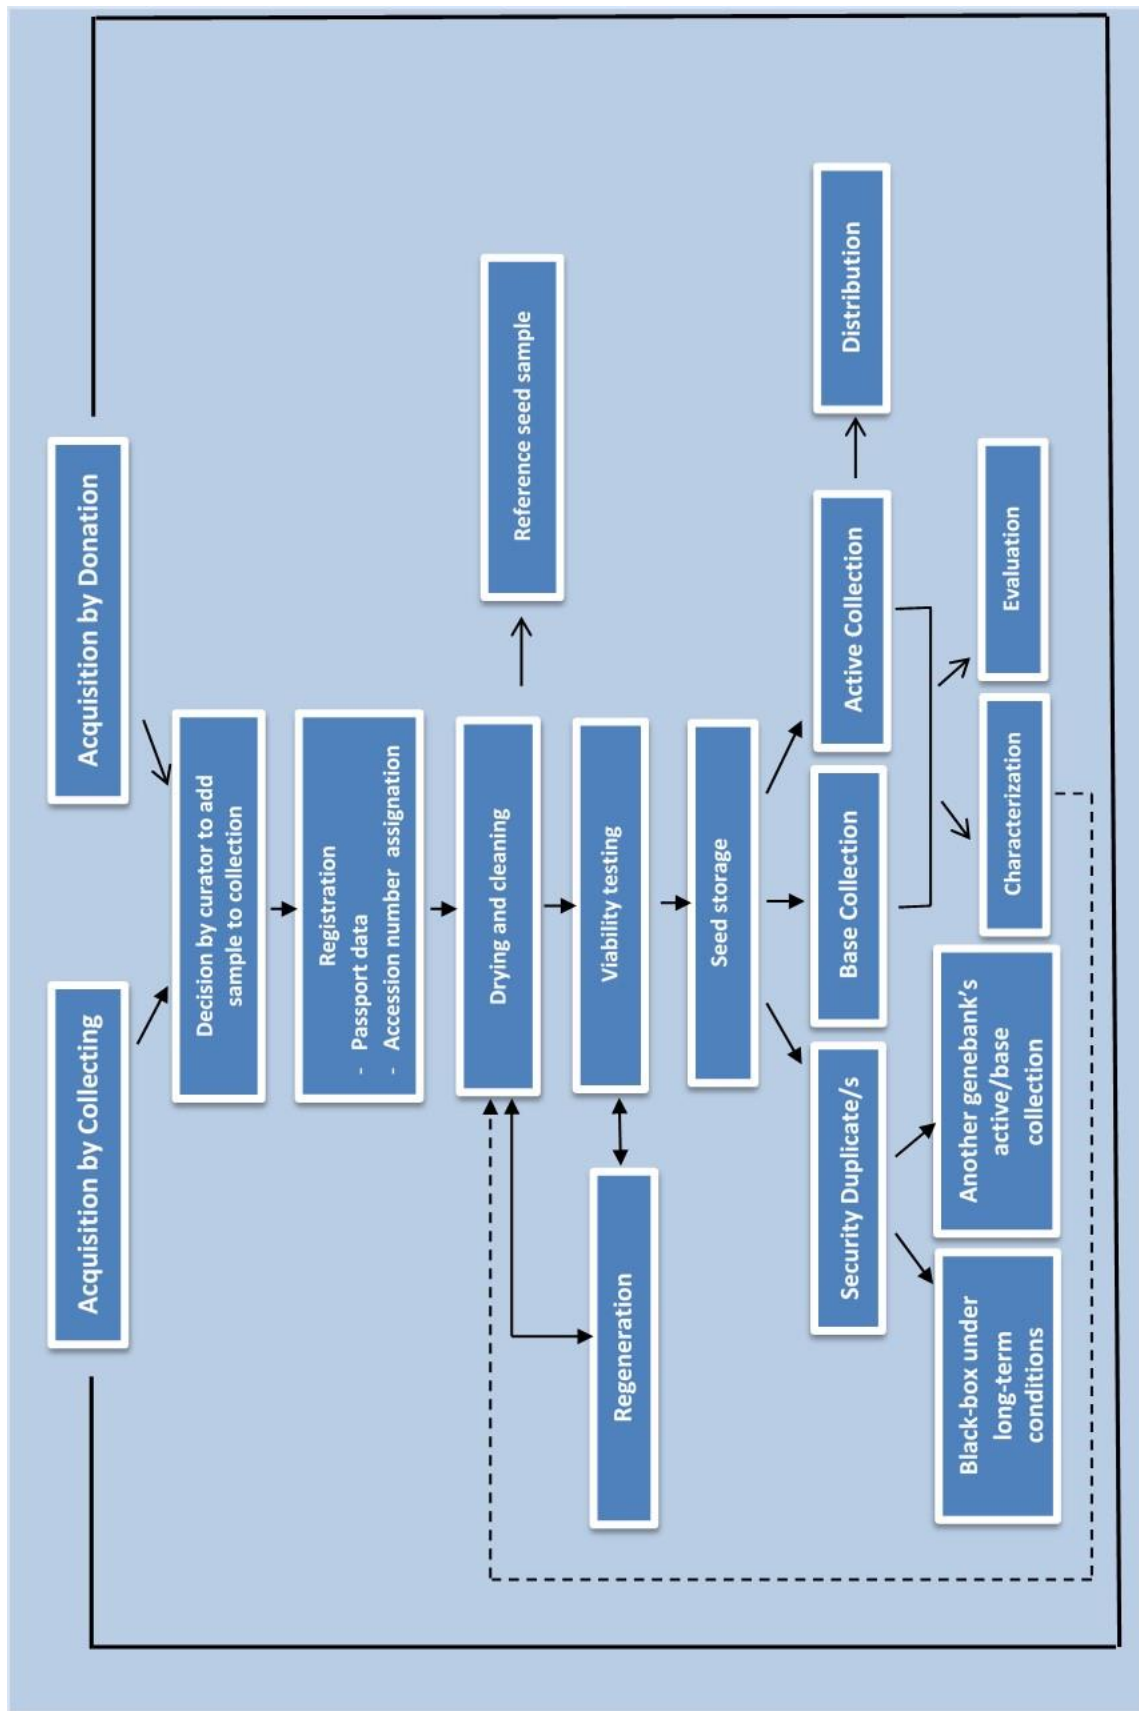 Acquisition by Collecting
Acquisition by Donation
Decision by curator to add
sample to collection
Registration
- Passport data
- Accession number assignation
Drying and cleaning
Reference seed sample
Viability testing
Regeneration
Seed storage
Security Duplicate/s
Base Collection
Active Collection
Distribution
Black-box under
long-term
conditions
Another genebank's
active/base
collection
Characterization
Evaluation